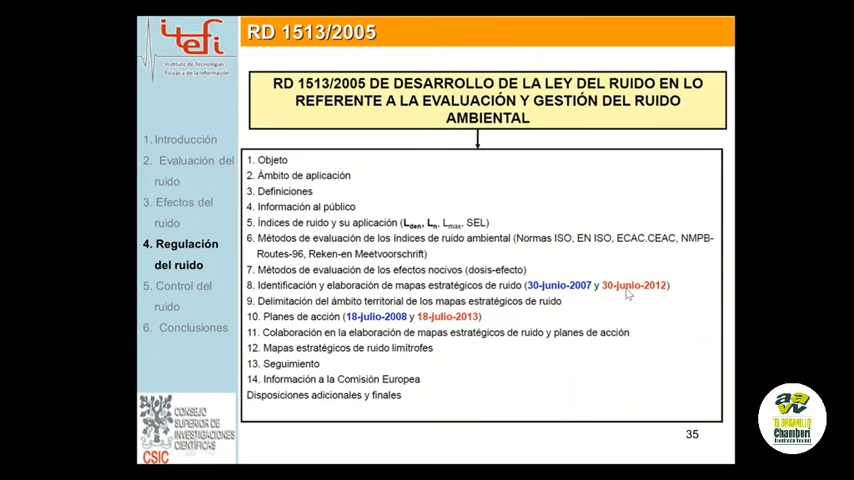 itefi
Instituto de Tecnologías
Físicas y de la Información
RD 1513/2005
RD 1513/2005 DE DESARROLLO DE LA LEY DEL RUIDO EN LO
REFERENTE A LA EVALUACIÓN Y GESTIÓN DEL RUIDO
AMBIENTAL
1. Introducción
2. Evaluación del
ruido
3. Efectos del
ruido
4. Regulación
del ruido
5. Control del
ruido
6. Conclusiones
1. Objeto
2. Ámbito de aplicación
3. Definiciones
4. Información al público
5. Índices de ruido y su aplicación (Lden, Ln, Lmax, SEL)
6. Métodos de evaluación de los índices de ruido ambiental (Normas ISO, EN ISO, ECAC.CEAC, NMPB-
Routes-96, Reken-en Meetvoorschrift)
7. Métodos de evaluación de los efectos nocivos (dosis-efecto)
8. Identificación y elaboración de mapas estratégicos de ruido (30-junio-2007 y 30-junio-2012)
9. Delimitación del ámbito territorial de los mapas estratégicos de ruido
10. Planes de acción (18-julio-2008 y 18-julio-2013)
11. Colaboración en la elaboración de mapas estratégicos de ruido y planes de acción
12. Mapas estratégicos de ruido limítrofes
13. Seguimiento
14. Información a la Comisión Europea
Disposiciones adicionales y finales
CONSEJO
SUPERIOR DE
INVESTIGACIONES
CIENTÍFICAS
CSIC
35
aavv
"EL ORGANILLO"
Chamberí